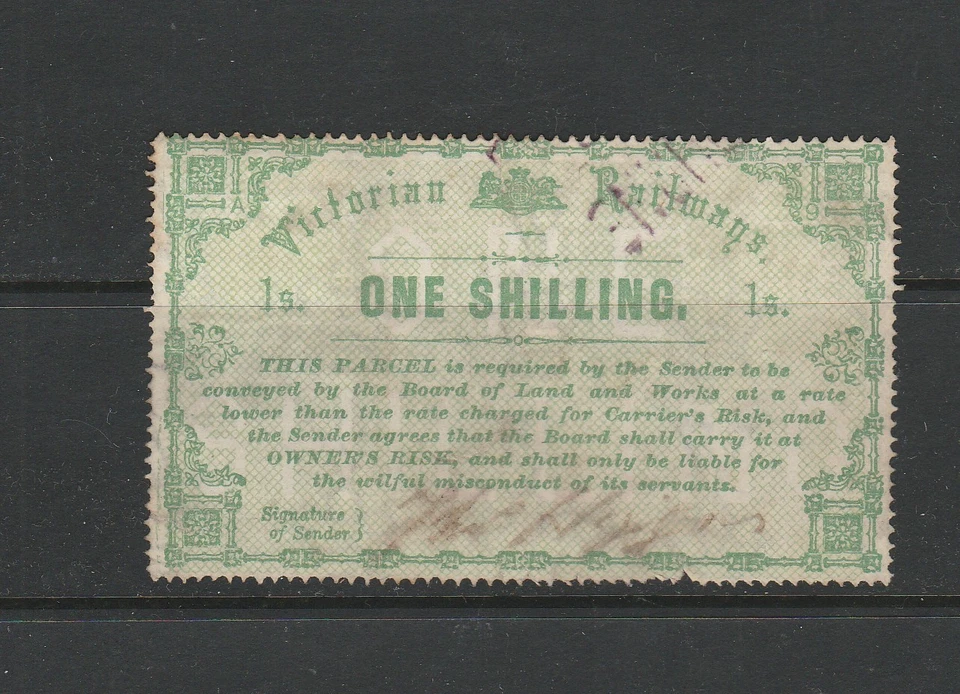 A 9
Victorian Railways.
1s. ONE SHILLING. 1s.
THIS PARCEL is required by the Sender to be
conveyed by the Board of Land and Works at a rate
lower than the rate charged for Carrier's Risk, and
the Sender agrees that the Board shall carry it at
OWNER'S RISK, and shall only be liable for
the wilful misconduct of its servants.
Signature
of Sender